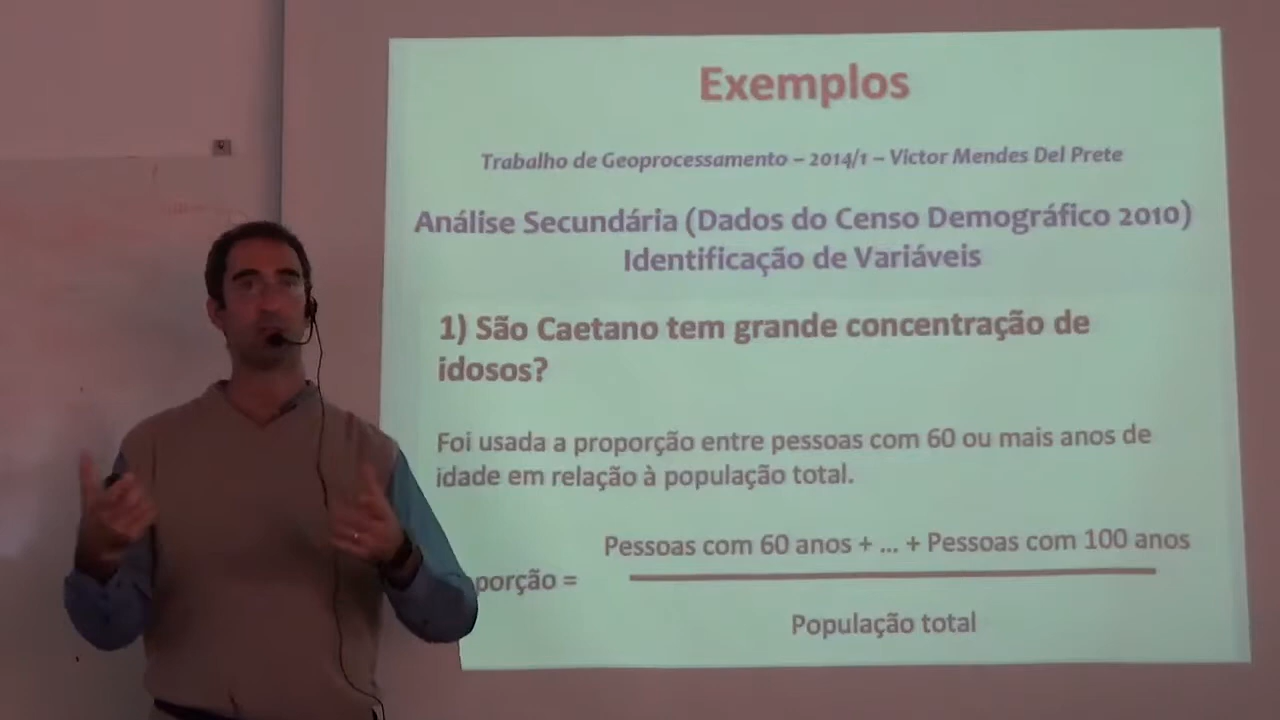 Exemplos
Trabalho de Geoprocessamento – 2014/1 – Victor Mendes Del Prete
Análise Secundária (Dados do Censo Demográfico 2010)
Identificação de Variáveis
1) São Caetano tem grande concentração de
idosos?
Foi usada a proporção entre pessoas com 60 ou mais anos de
idade em relação à população total.
Pessoas com 60 anos + ... + Pessoas com 100 anos
porção =
População total